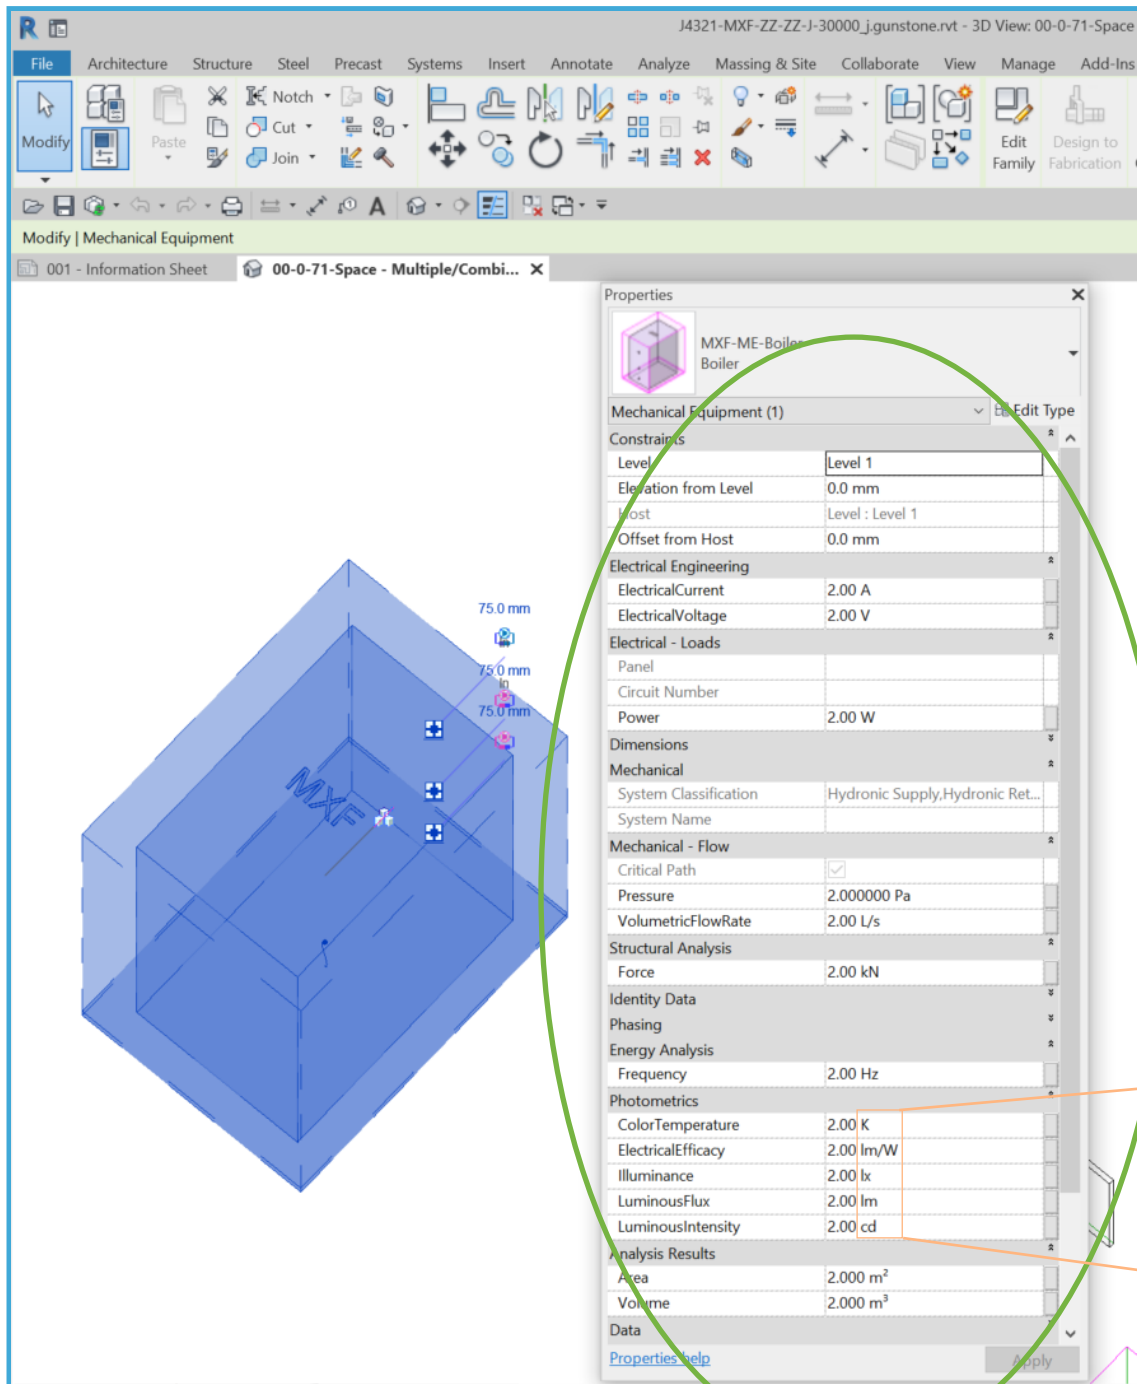 R
J4321-MXF-ZZ-ZZ-J-30000_j.gunstone.rvt - 3D View: 00-0-71-Space
File Architecture Structure Steel Precast Systems Insert Annotate Analyze Massing & Site Collaborate View Manage Add-Ins
Modify
Paste
Notch
Cut
Join
Edit Family
Design to Fabrication
A
Modify | Mechanical Equipment
001 - Information Sheet
00-0-71-Space - Multiple/Combi...
Properties
MXF-ME-Boiler
Boiler
Mechanical Equipment (1)
Edit Type
Constraints
Level Level 1
Elevation from Level 0.0 mm
Host Level : Level 1
Offset from Host 0.0 mm
Electrical Engineering
ElectricalCurrent 2.00 A
ElectricalVoltage 2.00 V
Electrical - Loads
Panel
Circuit Number
Power 2.00 W
Dimensions
Mechanical
System Classification Hydronic Supply,Hydronic Ret...
System Name
Mechanical - Flow
Critical Path
Pressure 2.000000 Pa
VolumetricFlowRate 2.00 L/s
Structural Analysis
Force 2.00 kN
Identity Data
Phasing
Energy Analysis
Frequency 2.00 Hz
Photometrics
ColorTemperature 2.00 K
ElectricalEfficacy 2.00 lm/W
Illuminance 2.00 lx
LuminousFlux 2.00 lm
LuminousIntensity 2.00 cd
Analysis Results
Area 2.000 m²
Volume 2.000 m³
Data
Properties help
Apply
75.0 mm
75.0 mm
In
75.0 mm
MXF